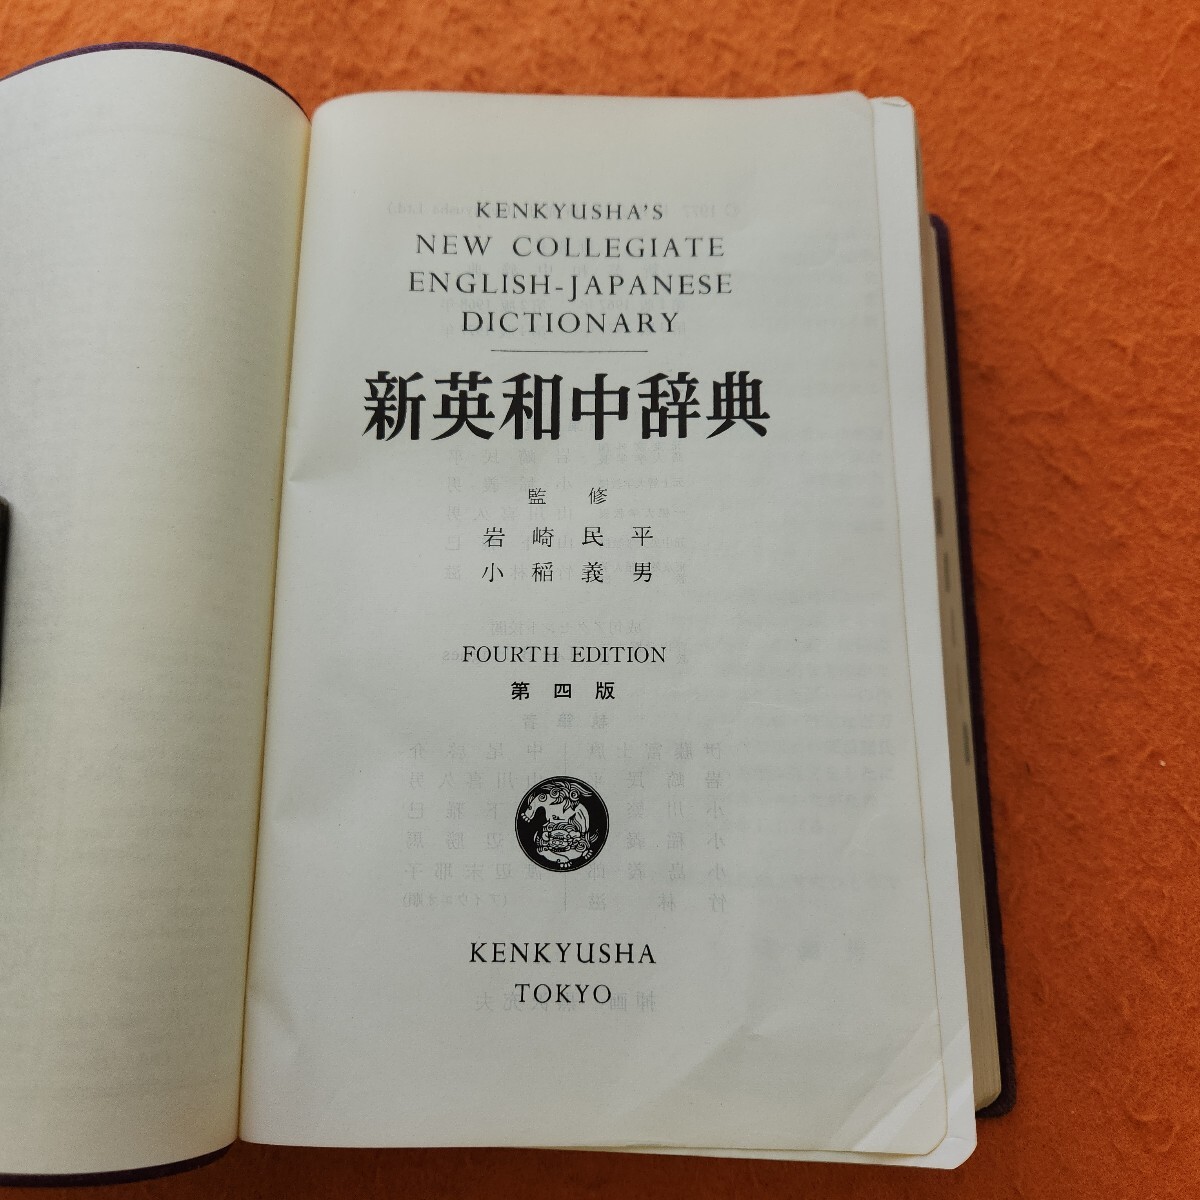 KENKYUSHA'S
NEW COLLEGIATE
ENGLISH-JAPANESE
DICTIONARY
新英和中辞典
監修
岩崎民平
小稲義男
FOURTH EDITION
第四版
KENKYUSHA
TOKYO